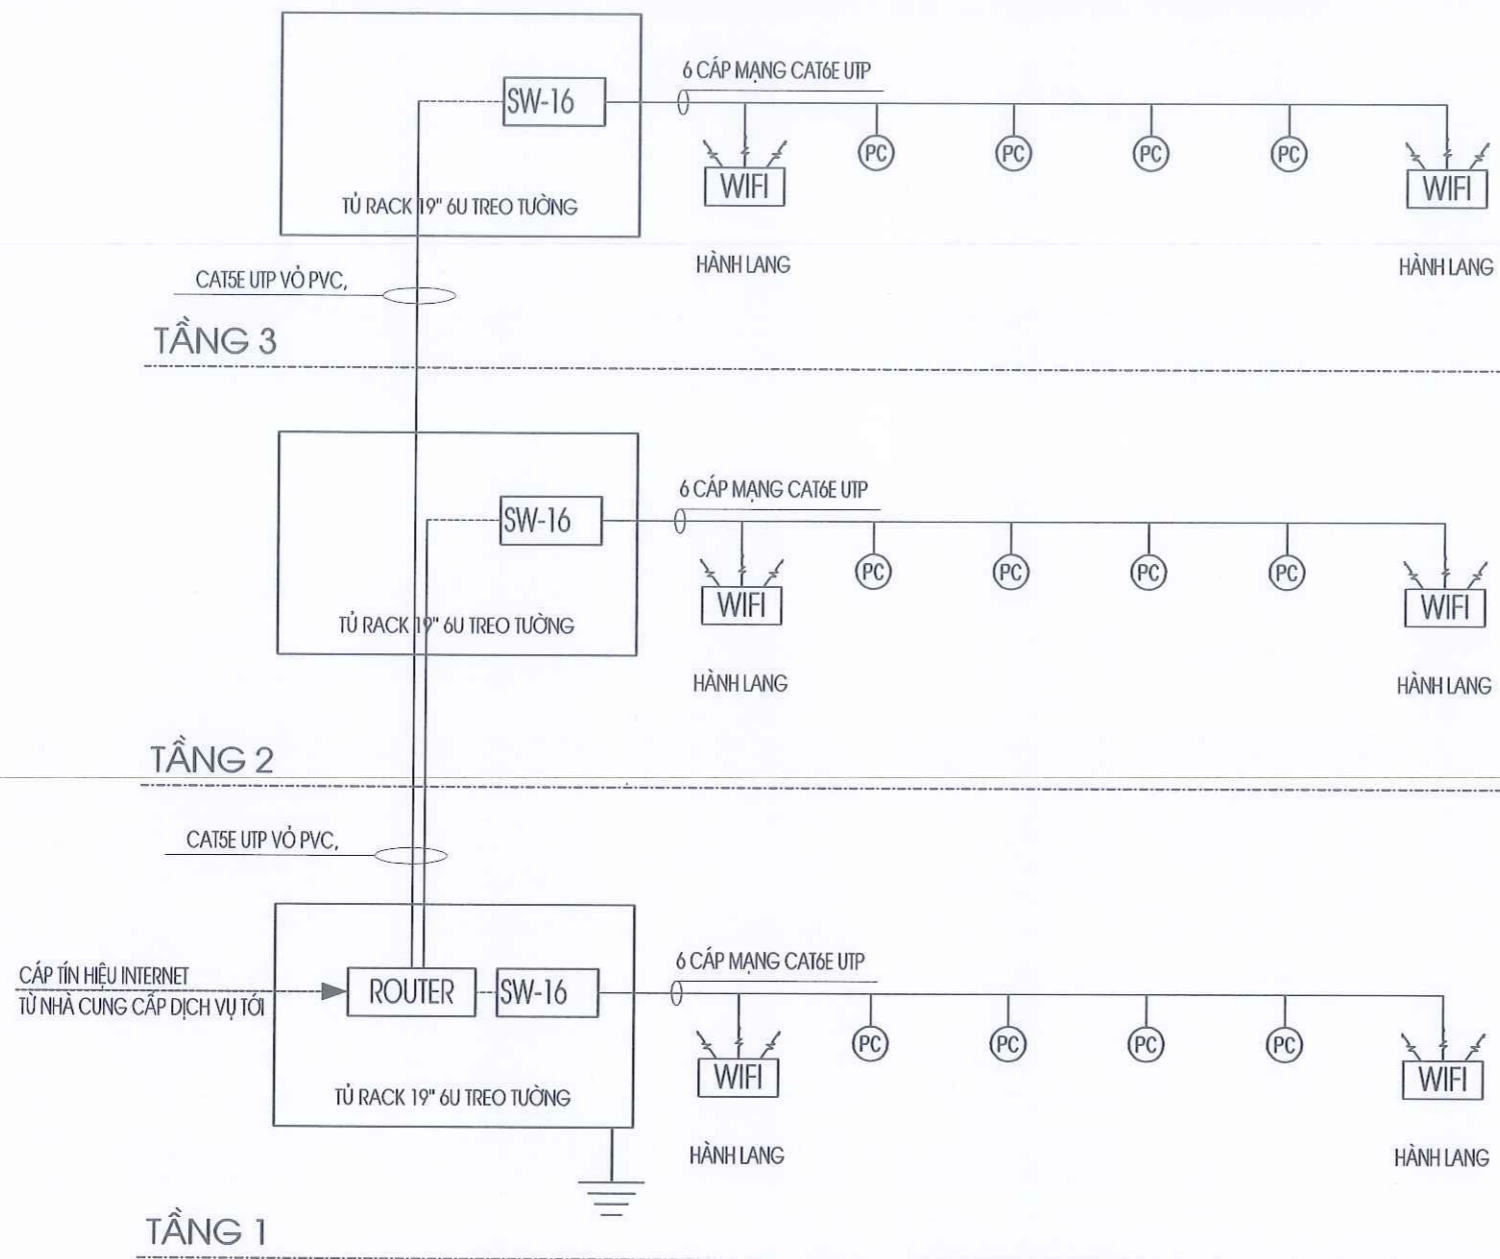 6 CÁP MẠNG CAT6E UTP
SW-16
PC
PC
PC
PC
WIFI
WIFI
TỦ RACK 19" 6U TREO TƯỜNG
HÀNH LANG
HÀNH LANG
CAT5E UTP VỎ PVC,
TẦNG 3
6 CÁP MẠNG CAT6E UTP
SW-16
PC
PC
PC
PC
WIFI
WIFI
TỦ RACK 19" 6U TREO TƯỜNG
HÀNH LANG
HÀNH LANG
TẦNG 2
CAT5E UTP VỎ PVC,
6 CÁP MẠNG CAT6E UTP
CÁP TÍN HIỆU INTERNET
TỪ NHÀ CUNG CẤP DỊCH VỤ TỚI
ROUTER
SW-16
PC
PC
PC
PC
WIFI
WIFI
TỦ RACK 19" 6U TREO TƯỜNG
HÀNH LANG
HÀNH LANG
TẦNG 1